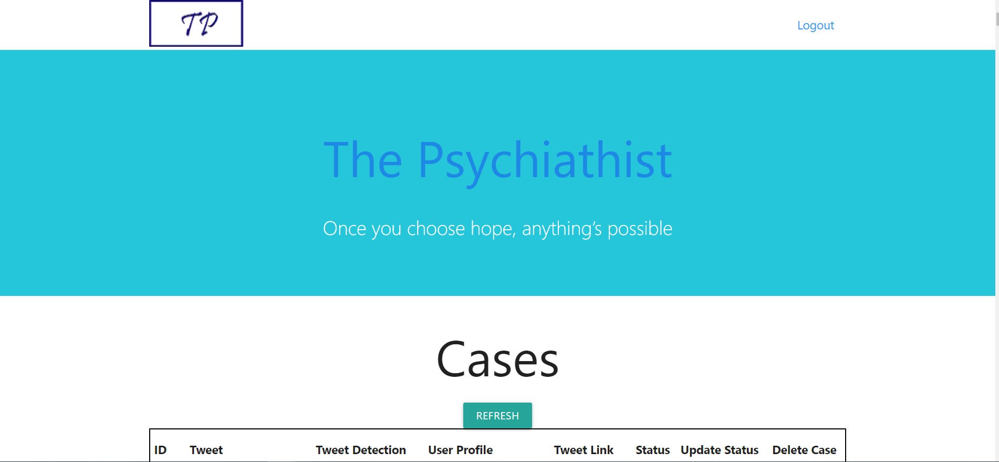 TP
Logout
The Psychiathist
Once you choose hope, anything’s possible
Cases
REFRESH
ID Tweet Tweet Detection User Profile Tweet Link Status Update Status Delete Case